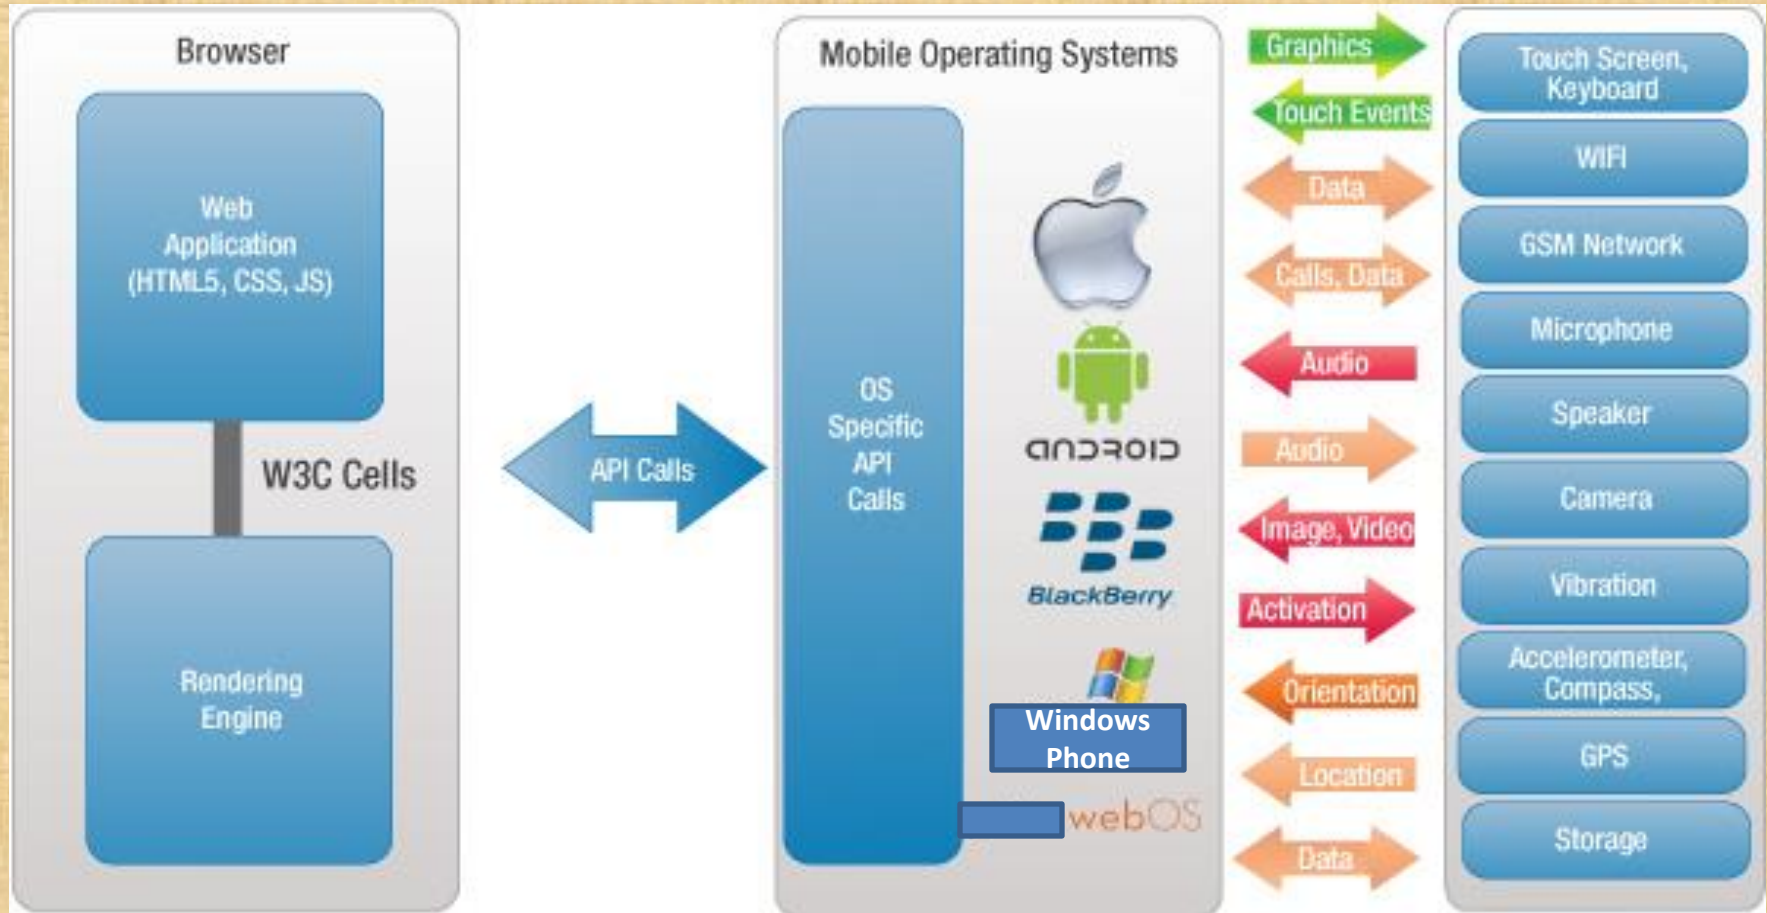 Browser
Web
Application
(HTML5, CSS, JS)
W3C Cells
Rendering
Engine
API Calls
Mobile Operating Systems
OS
Specific
API
Calls
ANDROID
BlackBerry
Windows
Phone
webOS
Graphics
Touch Events
Data
Calls, Data
Audio
Audio
Image, Video
Activation
Orientation
Location
Data
Touch Screen,
Keyboard
WIFI
GSM Network
Microphone
Speaker
Camera
Vibration
Accelerometer,
Compass,
GPS
Storage